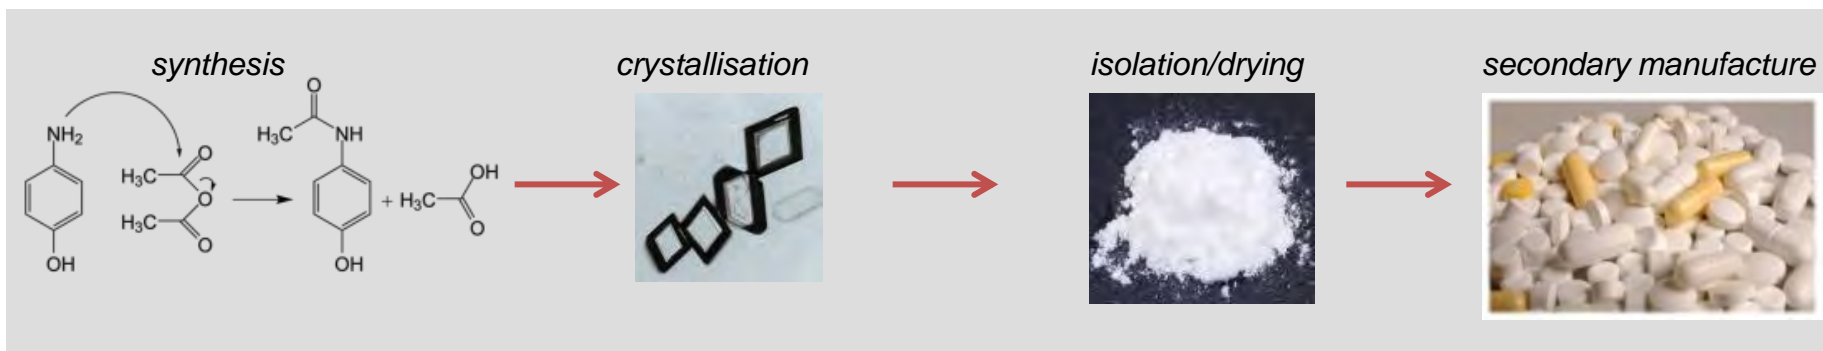 synthesis
crystallisation
isolation/drying
secondary manufacture
NH₂
OH
H₃C
O
O
H₃C
O
O
H₃C
NH
OH
+ H₃C
OH
O